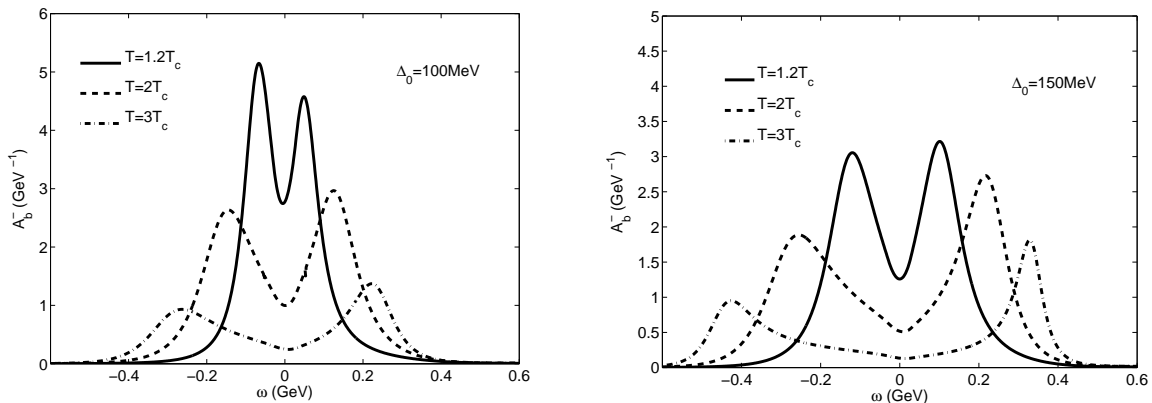 6
5
4
3
2
1
0
−0.4
−0.2
0
0.2
0.4
0.6
ω (GeV)
A_b^- (GeV^{-1})
T=1.2T_c
T=2T_c
T=3T_c
Δ_0=100MeV
5
4.5
4
3.5
3
2.5
2
1.5
1
0.5
0
−0.4
−0.2
0
0.2
0.4
0.6
ω (GeV)
A_b^- (GeV^{-1})
T=1.2T_c
T=2T_c
T=3T_c
Δ_0=150MeV